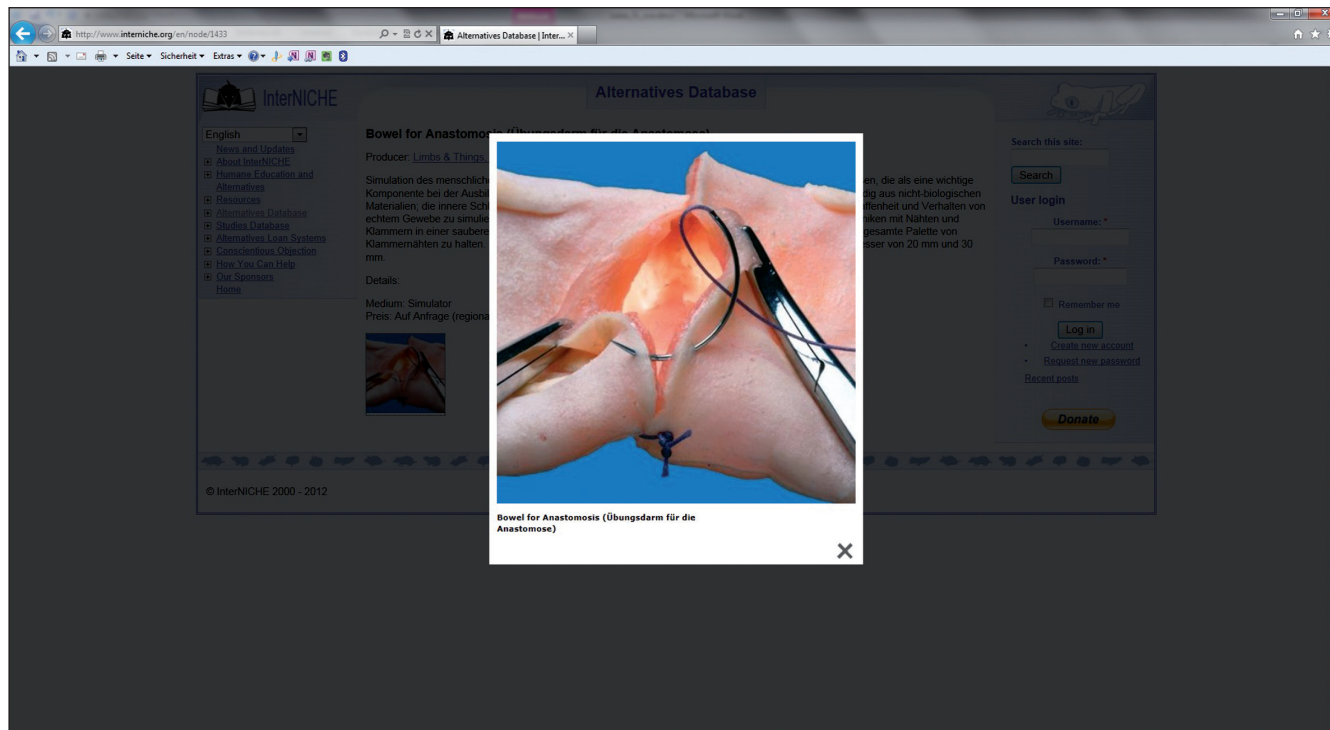 http://www.interniche.org/en/node/1433
Alternatives Database | Inter...
Seite
Sicherheit
Extras
InterNICHE
Alternatives Database
English
News and Updates
About InterNICHE
Humane Education and
Alternatives
Resources
Alternatives Database
Studies Database
Alternatives Loan Systems
Conscientious Objection
How You Can Help
Our Sponsors
Home
Bowel for Anastomosis (Übungsdarm für die Anastomose)
Producer: Limbs & Things,
Simulation des menschliche en, die als eine wichtige
Komponente bei der Ausbil dig aus nicht-biologischen
Materialien; die innere Schl ffenheit und Verhalten von
echtem Gewebe zu simulie niken mit Nähten und
Klammern in einer saubere gesamte Palette von
Klammernähten zu halten. esser von 20 mm und 30
mm.
Details:
Medium: Simulator
Preis: Auf Anfrage (regiona
Bowel for Anastomosis (Übungsdarm für die
Anastomose)
Search this site:
Search
User login
Username: *
Password: *
Remember me
Log in
Create new account
Request new password
Recent posts
Donate
© InterNICHE 2000 - 2012